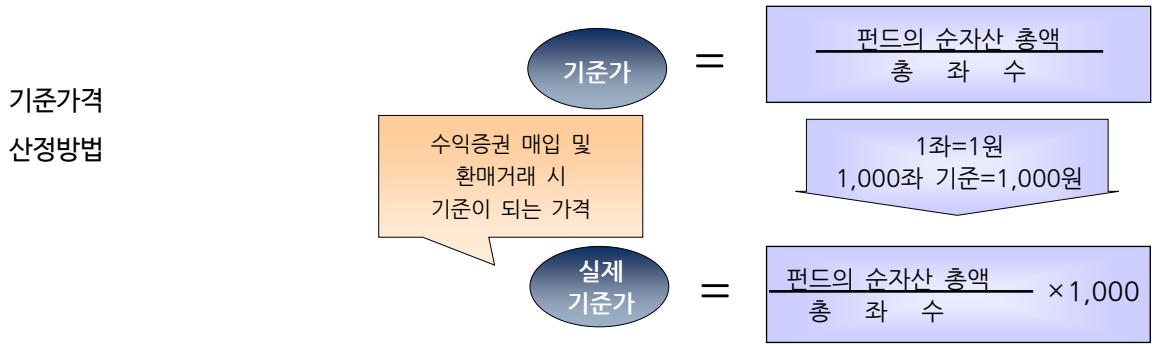 기준가격
산정방법
기준가
=
펀드의 순자산 총액
총 좌 수
수익증권 매입 및
환매거래 시
기준이 되는 가격
1좌=1원
1,000좌 기준=1,000원
실제
기준가
=
펀드의 순자산 총액
총 좌 수
×1,000